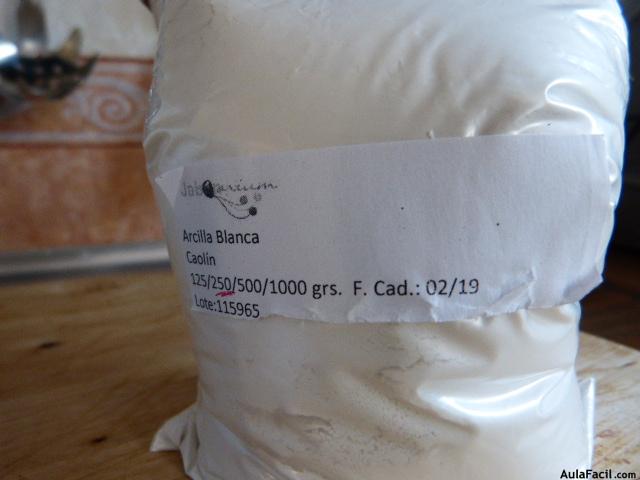 Arcilla Blanca
Caolín
125/250/500/1000 grs. F. Cad.: 02/19
Lote:115965
AulaFacil.com